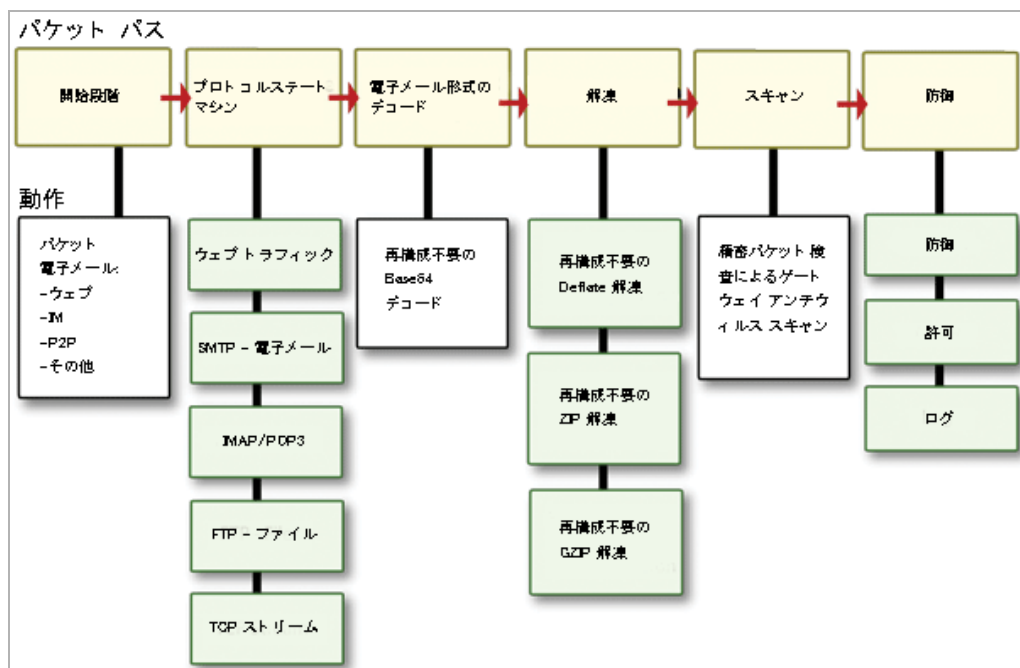 パケット パス
開始段階
プロトコルステート
マシン
電子メール形式の
デコード
解凍
スキャン
防御
動作
パケット
電子メール:
-ウェブ
-IM
-P2P
-その他
ウェブ トラフィック
SMTP - 電子メール
IMAP/POP3
FTP - ファイル
TCP ストリーム
再構成不要の
Base64
デコード
再構成不要の
Deflate 解凍
再構成不要の
ZIP 解凍
再構成不要の
GZIP 解凍
精密パケット 検
査によるゲート
ウェイ アンチウ
ィルス スキャン
防御
許可
ログ